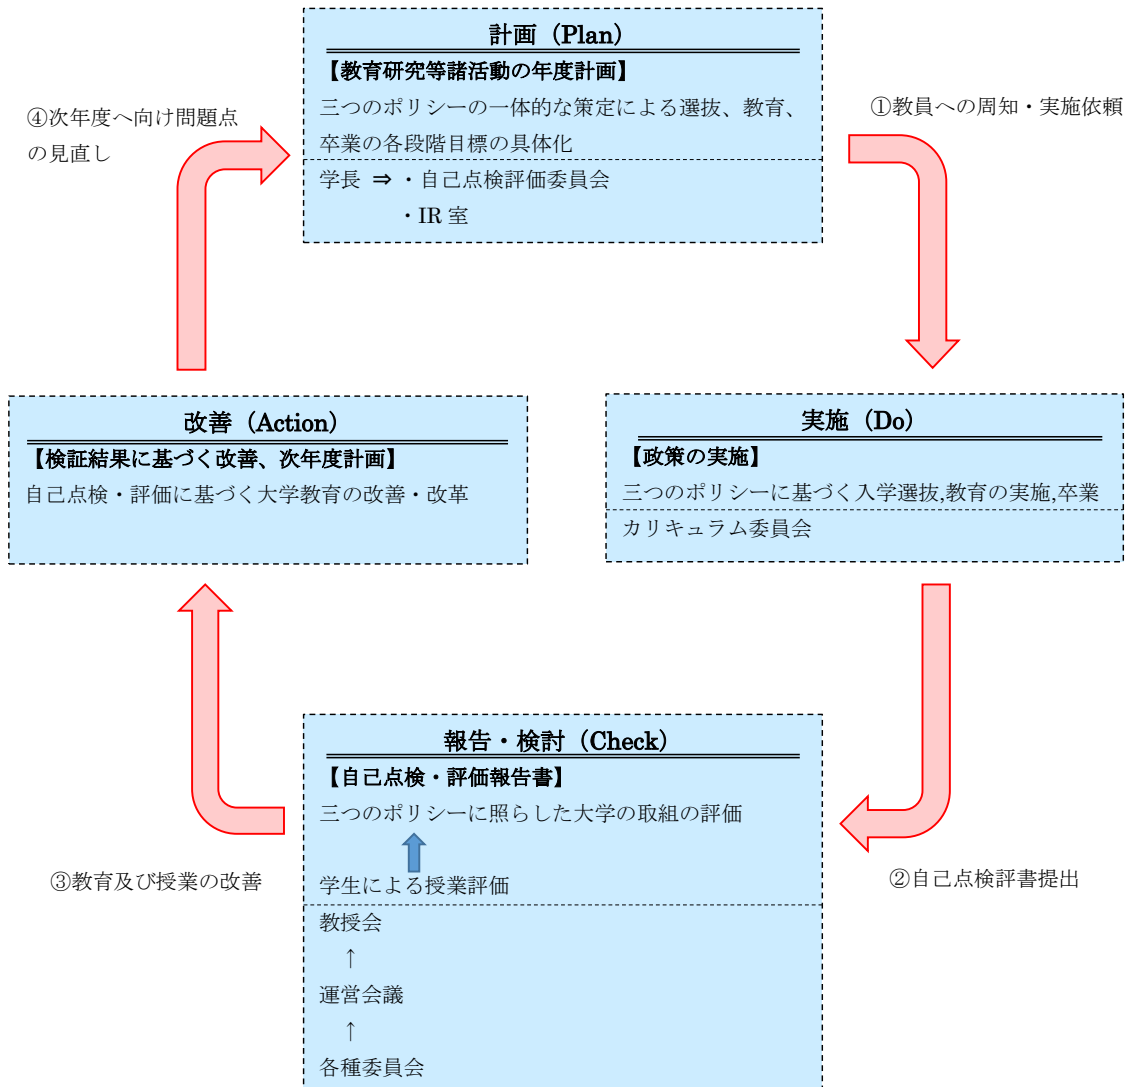 計画（Plan）
【教育研究等諸活動の年度計画】
三つのポリシーの一体的な策定による選抜、教育、
卒業の各段階目標の具体化
学長 ⇒ ・自己点検評価委員会
・IR 室
①教員への周知・実施依頼
④次年度へ向け問題点
の見直し
実施（Do）
【政策の実施】
三つのポリシーに基づく入学選抜,教育の実施,卒業
カリキュラム委員会
改善（Action）
【検証結果に基づく改善、次年度計画】
自己点検・評価に基づく大学教育の改善・改革
報告・検討（Check）
【自己点検・評価報告書】
三つのポリシーに照らした大学の取組の評価
学生による授業評価
教授会
↑
運営会議
↑
各種委員会
②自己点検評書提出
③教育及び授業の改善